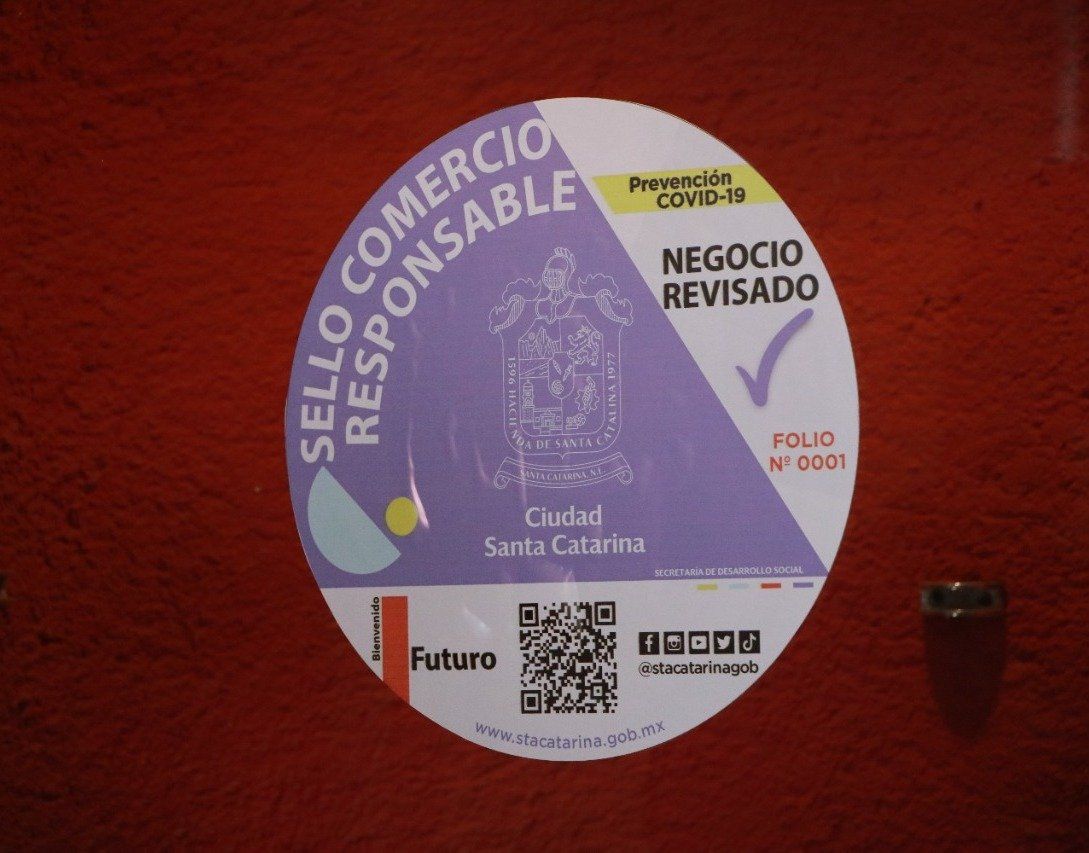 SELLO COMERCIO
RESPONSABLE
Prevención
COVID-19
NEGOCIO
REVISADO
FOLIO
Nº 0001
1596 HACIENDA DE SANTA CATALINA 1977
SANTA CATARINA, N.L.
Ciudad
Santa Catarina
SECRETARÍA DE DESARROLLO SOCIAL
Bienvenido
Futuro
@stacatarinagob
www.stacatarina.gob.mx